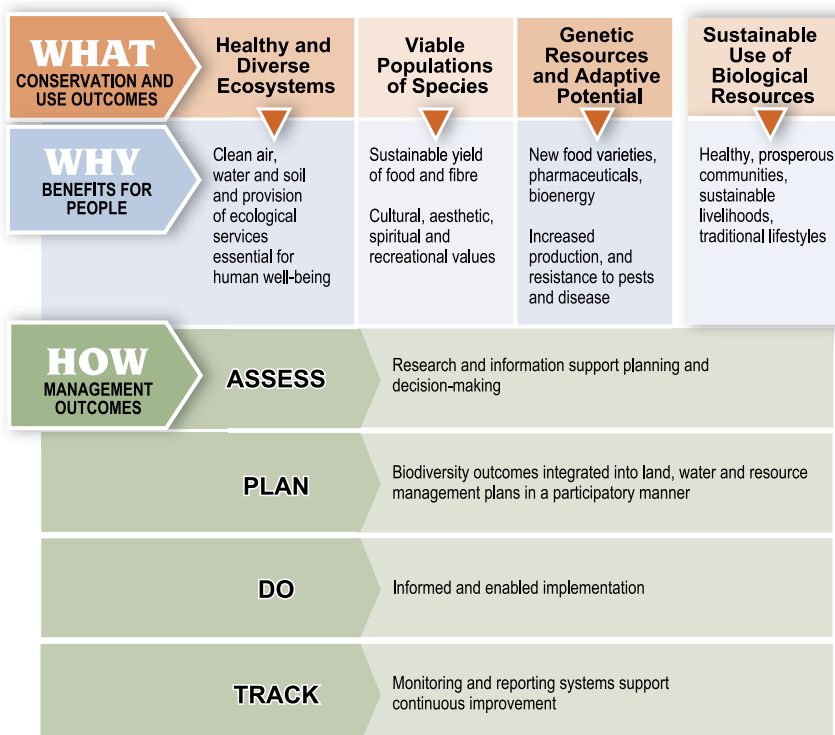 WHAT
CONSERVATION AND
USE OUTCOMES
Healthy and
Diverse
Ecosystems
Viable
Populations
of Species
Genetic
Resources
and Adaptive
Potential
Sustainable
Use of
Biological
Resources
WHY
BENEFITS FOR
PEOPLE
Clean air,
water and soil
and provision
of ecological
services
essential for
human well-being
Sustainable yield
of food and fibre
Cultural, aesthetic,
spiritual and
recreational values
New food varieties,
pharmaceuticals,
bioenergy
Increased
production, and
resistance to pests
and disease
Healthy, prosperous
communities,
sustainable
livelihoods,
traditional lifestyles
HOW
MANAGEMENT
OUTCOMES
ASSESS
Research and information support planning and
decision-making
PLAN
Biodiversity outcomes integrated into land, water and resource
management plans in a participatory manner
DO
Informed and enabled implementation
TRACK
Monitoring and reporting systems support
continuous improvement